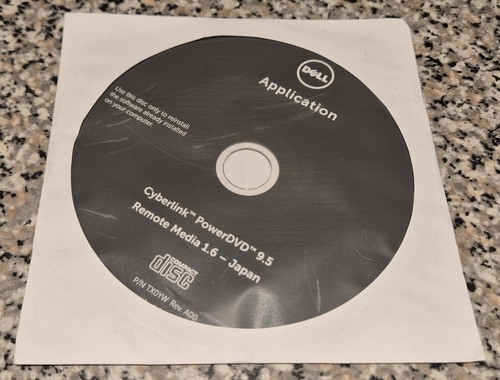 DELL
Application
Use this disc only to reinstall
the software already installed
on your computer.
Cyberlink™ PowerDVD™ 9.5
Remote Media 1.6 – Japan
COMPACT
disc
P/N TX0YW Rev. A00